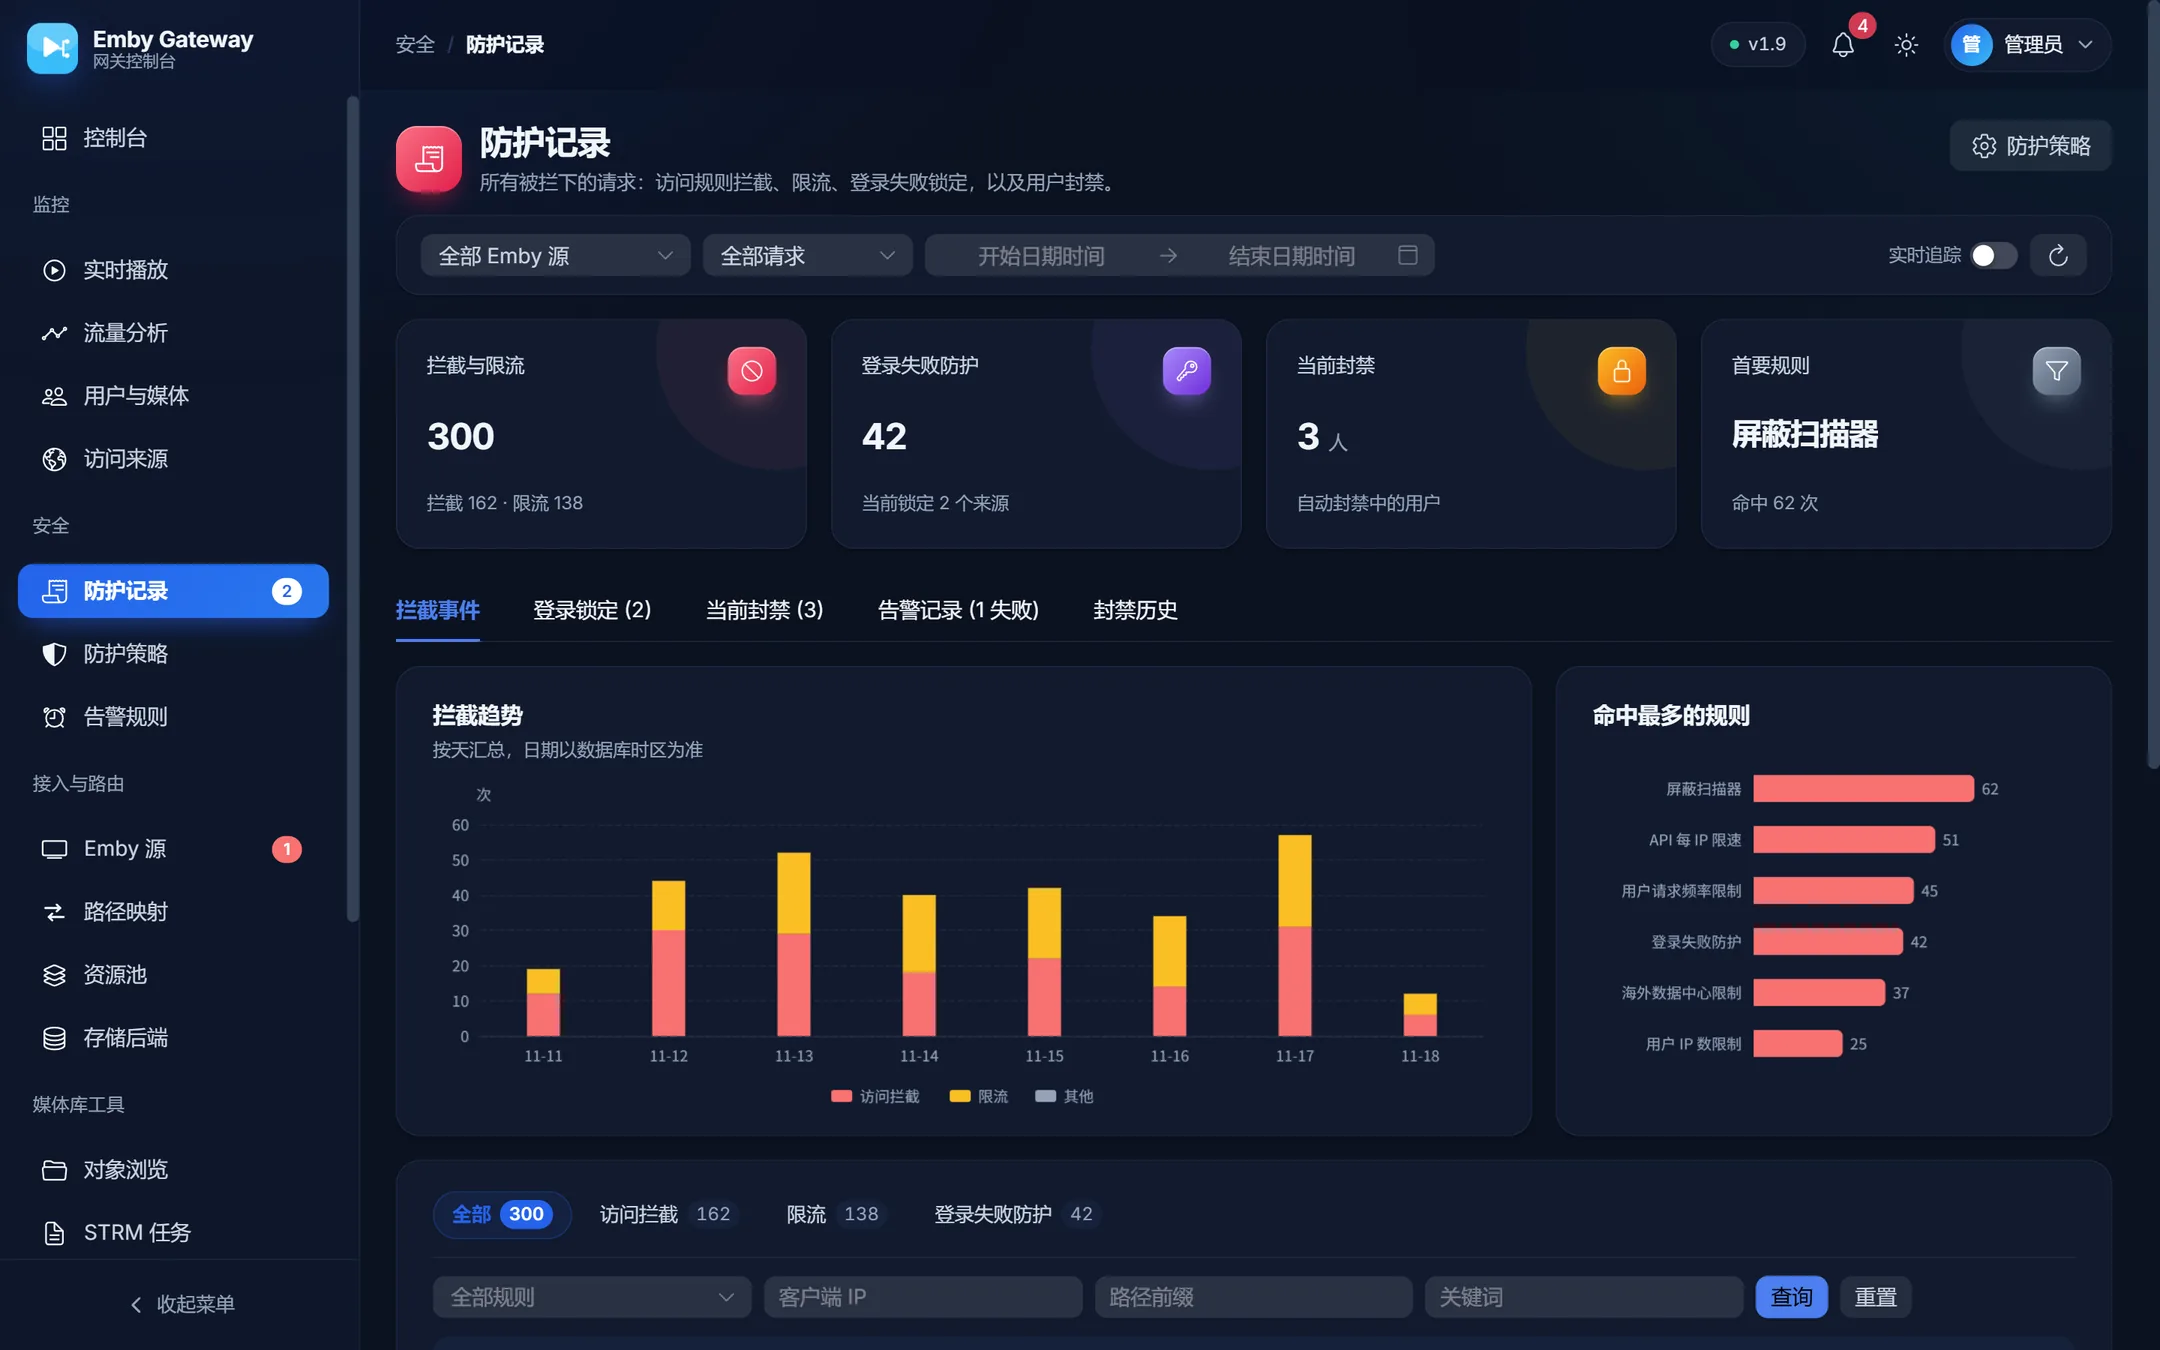 Emby Gateway
网关控制台
控制台
监控
实时播放
流量分析
用户与媒体
访问来源
安全
防护记录 2
防护策略
告警规则
接入与路由
Emby 源 1
路径映射
资源池
存储后端
媒体库工具
对象浏览
STRM 任务
收起菜单
安全 / 防护记录
v1.9
4
管 管理员
防护记录
所有被拦下的请求：访问规则拦截、限流、登录失败锁定，以及用户封禁。
防护策略
全部 Emby 源
全部请求
开始日期时间 → 结束日期时间
实时追踪
拦截与限流
300
拦截 162 · 限流 138
登录失败防护
42
当前锁定 2 个来源
当前封禁
3 人
自动封禁中的用户
首要规则
屏蔽扫描器
命中 62 次
拦截事件
登录锁定 (2)
当前封禁 (3)
告警记录 (1 失败)
封禁历史
拦截趋势
按天汇总，日期以数据库时区为准
次
60
50
40
30
20
10
0
11-11
11-12
11-13
11-14
11-15
11-16
11-17
11-18
访问拦截
限流
其他
命中最多的规则
屏蔽扫描器 62
API 每 IP 限速 51
用户请求频率限制 45
登录失败防护 42
海外数据中心限制 37
用户 IP 数限制 25
全部 300
访问拦截 162
限流 138
登录失败防护 42
全部规则
客户端 IP
路径前缀
关键词
查询
重置